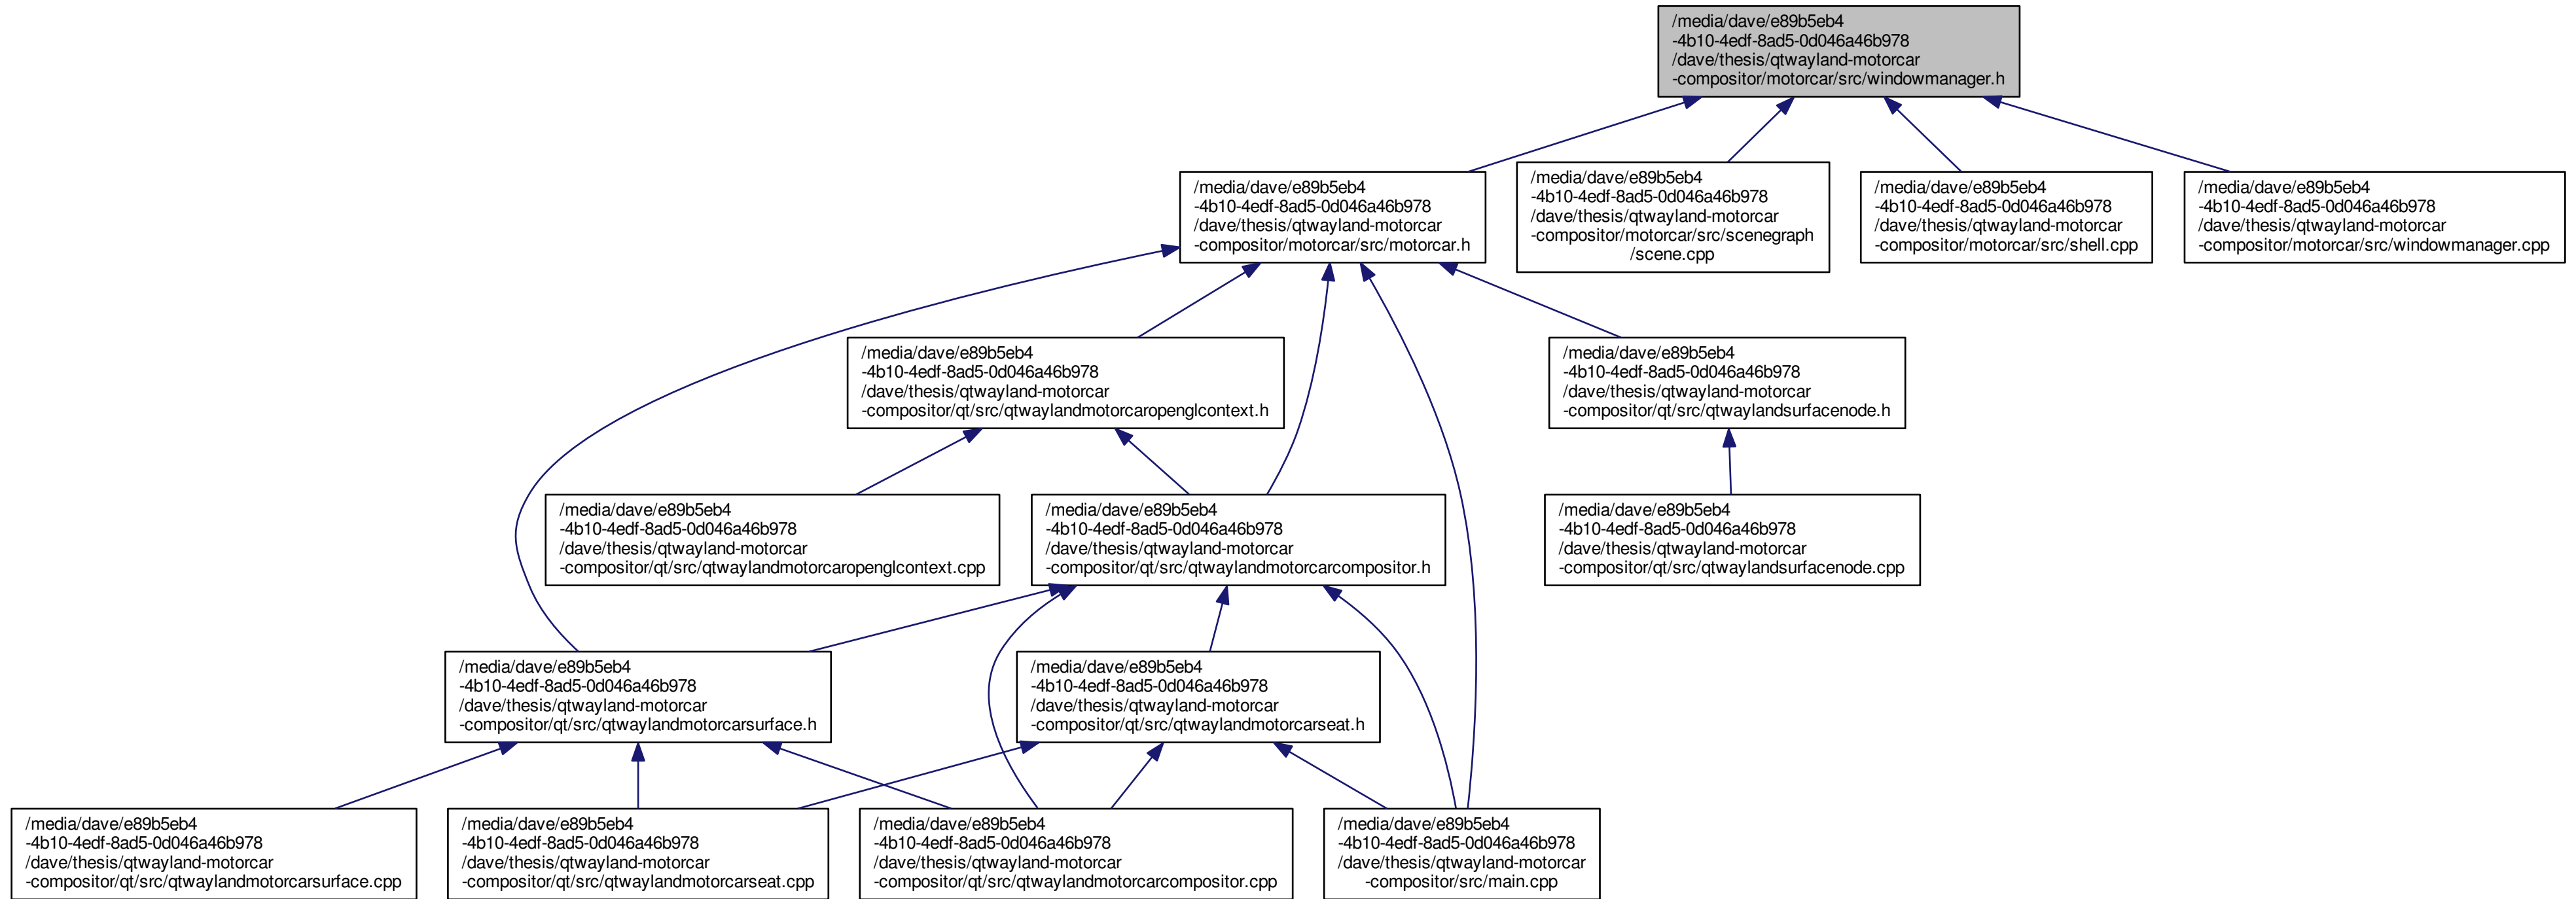 /media/dave/e89b5eb4
-4b10-4edf-8ad5-0d046a46b978
/dave/thesis/qtwayland-motorcar
-compositor/motorcar/src/windowmanager.h
/media/dave/e89b5eb4
-4b10-4edf-8ad5-0d046a46b978
/dave/thesis/qtwayland-motorcar
-compositor/motorcar/src/motorcar.h
/media/dave/e89b5eb4
-4b10-4edf-8ad5-0d046a46b978
/dave/thesis/qtwayland-motorcar
-compositor/motorcar/src/scenegraph
/scene.cpp
/media/dave/e89b5eb4
-4b10-4edf-8ad5-0d046a46b978
/dave/thesis/qtwayland-motorcar
-compositor/motorcar/src/shell.cpp
/media/dave/e89b5eb4
-4b10-4edf-8ad5-0d046a46b978
/dave/thesis/qtwayland-motorcar
-compositor/motorcar/src/windowmanager.cpp
/media/dave/e89b5eb4
-4b10-4edf-8ad5-0d046a46b978
/dave/thesis/qtwayland-motorcar
-compositor/qt/src/qtwaylandmotorcaropenglcontext.h
/media/dave/e89b5eb4
-4b10-4edf-8ad5-0d046a46b978
/dave/thesis/qtwayland-motorcar
-compositor/qt/src/qtwaylandsurfacenode.h
/media/dave/e89b5eb4
-4b10-4edf-8ad5-0d046a46b978
/dave/thesis/qtwayland-motorcar
-compositor/qt/src/qtwaylandmotorcaropenglcontext.cpp
/media/dave/e89b5eb4
-4b10-4edf-8ad5-0d046a46b978
/dave/thesis/qtwayland-motorcar
-compositor/qt/src/qtwaylandmotorcarcompositor.h
/media/dave/e89b5eb4
-4b10-4edf-8ad5-0d046a46b978
/dave/thesis/qtwayland-motorcar
-compositor/qt/src/qtwaylandsurfacenode.cpp
/media/dave/e89b5eb4
-4b10-4edf-8ad5-0d046a46b978
/dave/thesis/qtwayland-motorcar
-compositor/qt/src/qtwaylandmotorcarsurface.h
/media/dave/e89b5eb4
-4b10-4edf-8ad5-0d046a46b978
/dave/thesis/qtwayland-motorcar
-compositor/qt/src/qtwaylandmotorcarseat.h
/media/dave/e89b5eb4
-4b10-4edf-8ad5-0d046a46b978
/dave/thesis/qtwayland-motorcar
-compositor/qt/src/qtwaylandmotorcarsurface.cpp
/media/dave/e89b5eb4
-4b10-4edf-8ad5-0d046a46b978
/dave/thesis/qtwayland-motorcar
-compositor/qt/src/qtwaylandmotorcarseat.cpp
/media/dave/e89b5eb4
-4b10-4edf-8ad5-0d046a46b978
/dave/thesis/qtwayland-motorcar
-compositor/qt/src/qtwaylandmotorcarcompositor.cpp
/media/dave/e89b5eb4
-4b10-4edf-8ad5-0d046a46b978
/dave/thesis/qtwayland-motorcar
-compositor/src/main.cpp